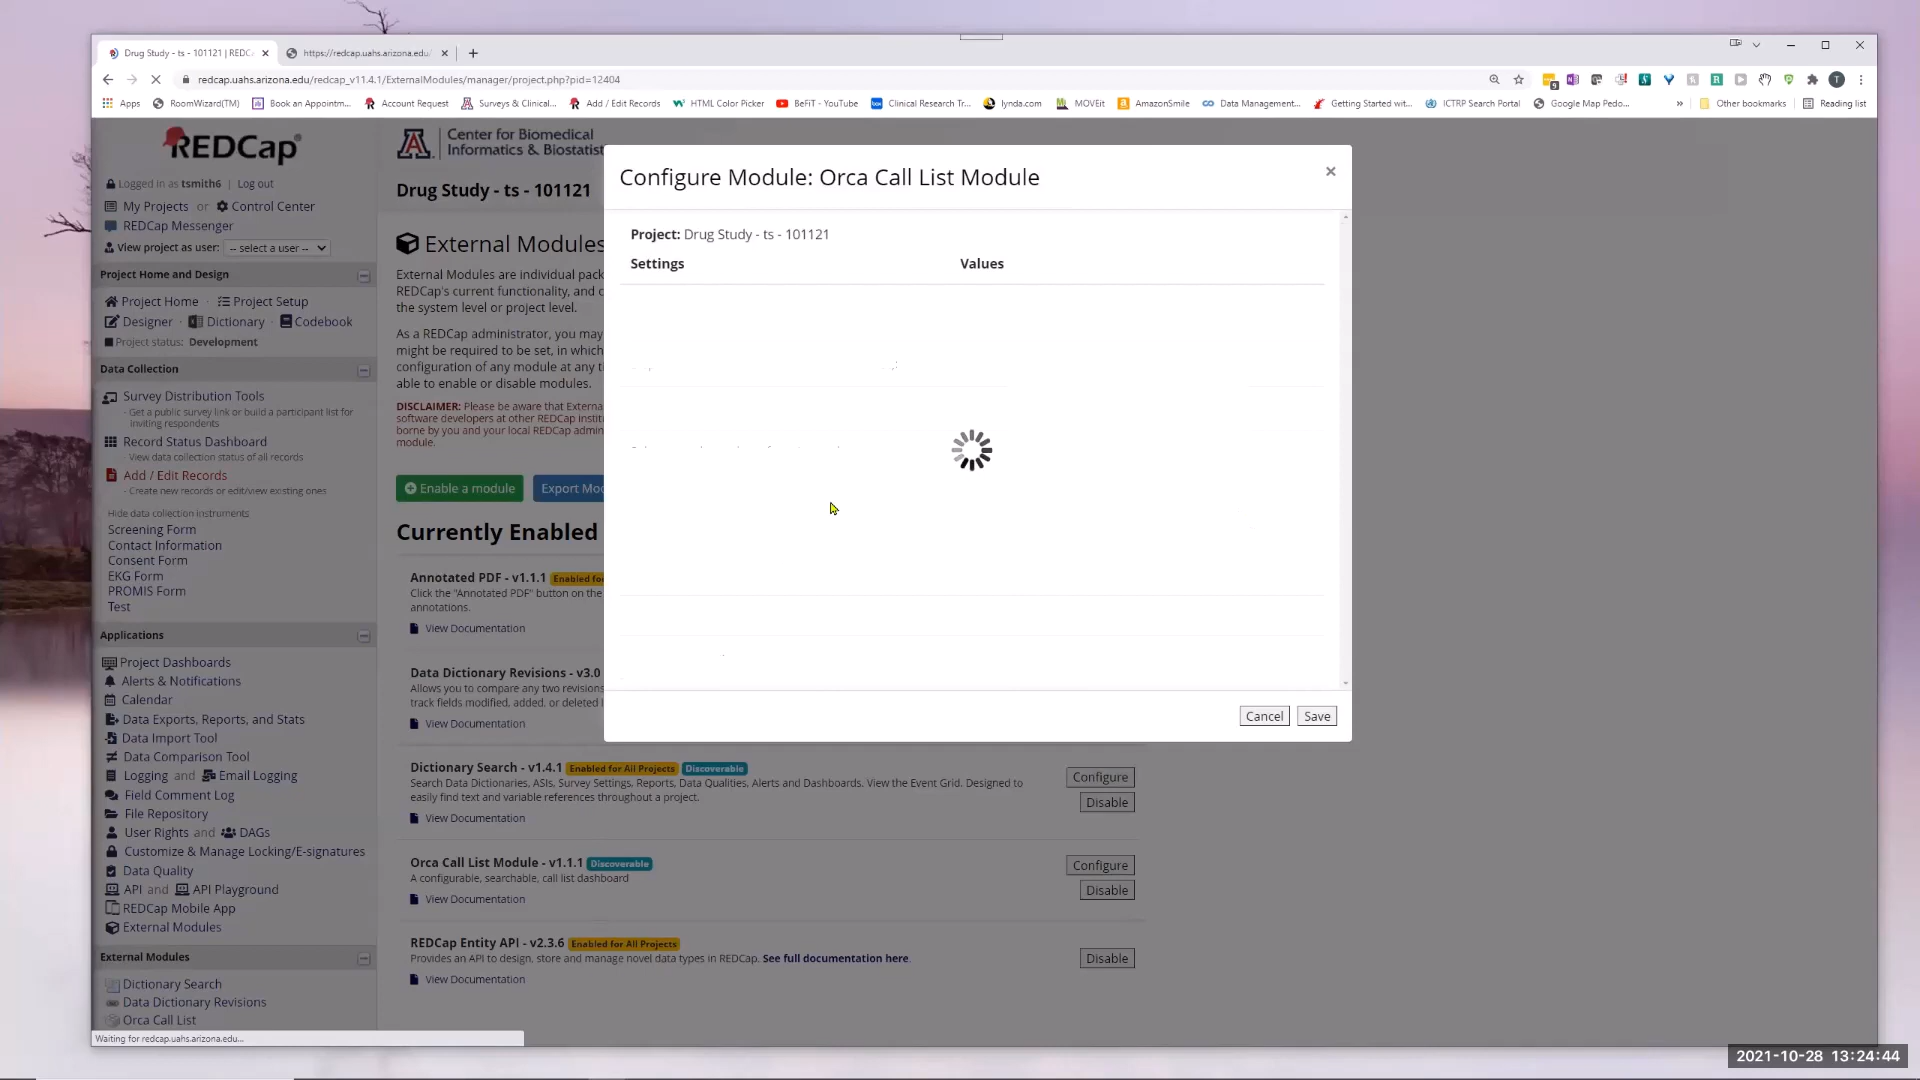 Drug Study - ts - 101121 | REDC
https://redcap.uahs.arizona.edu/
redcap.uahs.arizona.edu/redcap_v11.4.1/ExternalModules/manager/project.php?pid=12404
Apps
RoomWizard(TM)
Book an Appointm...
Account Request
Surveys & Clinical...
Add / Edit Records
HTML Color Picker
BeFiT - YouTube
Clinical Research Tr...
lynda.com
MOVEit
AmazonSmile
Data Management...
Getting Started wit...
ICTRP Search Portal
Google Map Pedo...
»
Other bookmarks
Reading list
REDCap
Logged in as tsmith6 | Log out
My Projects or Control Center
REDCap Messenger
View project as user: -- select a user --
Project Home and Design
Project Home · Project Setup
Designer · Dictionary · Codebook
Project status: Development
Data Collection
Survey Distribution Tools
- Get a public survey link or build a participant list for
inviting respondents
Record Status Dashboard
- View data collection status of all records
Add / Edit Records
- Create new records or edit/view existing ones
Hide data collection instruments
Screening Form
Contact Information
Consent Form
EKG Form
PROMIS Form
Test
Applications
Project Dashboards
Alerts & Notifications
Calendar
Data Exports, Reports, and Stats
Data Import Tool
Data Comparison Tool
Logging and Email Logging
Field Comment Log
File Repository
User Rights and DAGs
Customize & Manage Locking/E-signatures
Data Quality
API and API Playground
REDCap Mobile App
External Modules
External Modules
Dictionary Search
Data Dictionary Revisions
Orca Call List
Waiting for redcap.uahs.arizona.edu...
A
Center for Biomedical
Informatics & Biostatist
Drug Study - ts - 101121
External Modules
External Modules are individual pack
REDCap's current functionality, and c
the system level or project level.
As a REDCap administrator, you may
might be required to be set, in which
configuration of any module at any ti
able to enable or disable modules.
DISCLAIMER: Please be aware that Externa
software developers at other REDCap instit
borne by you and your local REDCap admin
module.
Enable a module
Export Mo
Currently Enabled
Annotated PDF - v1.1.1 Enabled fo
Click the "Annotated PDF" button on the
annotations.
View Documentation
Data Dictionary Revisions - v3.0
Allows you to compare any two revisions
track fields modified, added, or deleted i
View Documentation
Dictionary Search - v1.4.1 Enabled for All Projects Discoverable
Search Data Dictionaries, ASIs, Survey Settings, Reports, Data Qualities, Alerts and Dashboards. View the Event Grid. Designed to
easily find text and variable references throughout a project.
View Documentation
Configure
Disable
Orca Call List Module - v1.1.1 Discoverable
A configurable, searchable, call list dashboard
View Documentation
Configure
Disable
REDCap Entity API - v2.3.6 Enabled for All Projects
Provides an API to design, store and manage novel data types in REDCap. See full documentation here.
View Documentation
Disable
Configure Module: Orca Call List Module
×
Project: Drug Study - ts - 101121
Settings
Values
Cancel
Save
2021-10-28 13:24:44